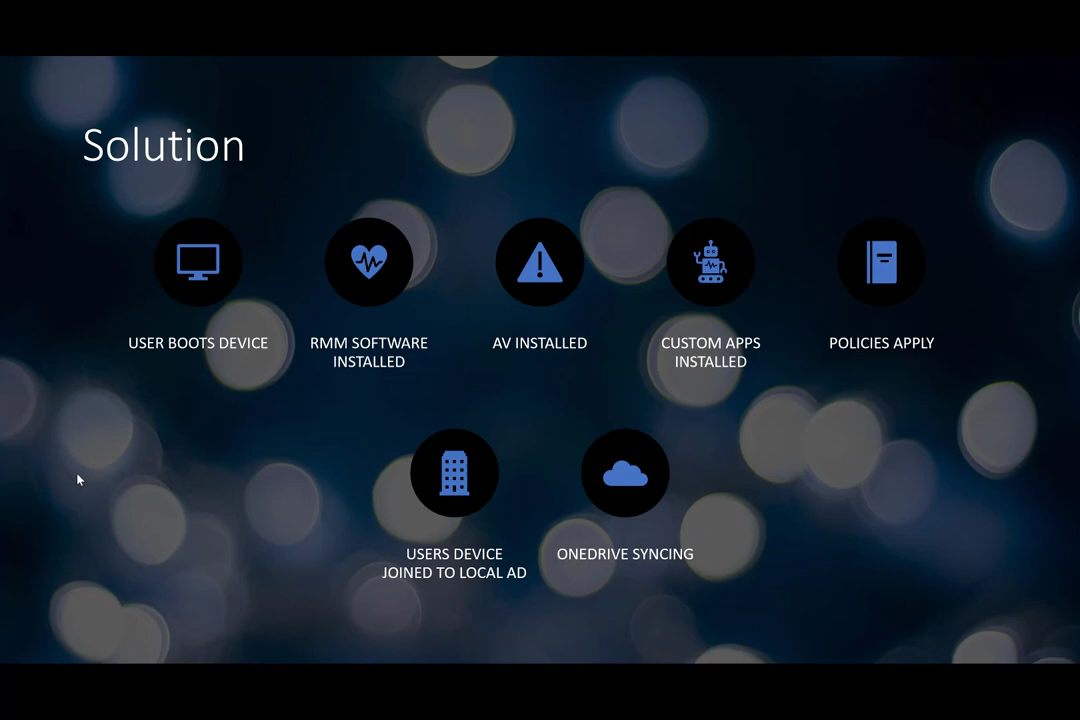 Solution
USER BOOTS DEVICE
RMM SOFTWARE
INSTALLED
AV INSTALLED
CUSTOM APPS
INSTALLED
POLICIES APPLY
USERS DEVICE
JOINED TO LOCAL AD
ONEDRIVE SYNCING